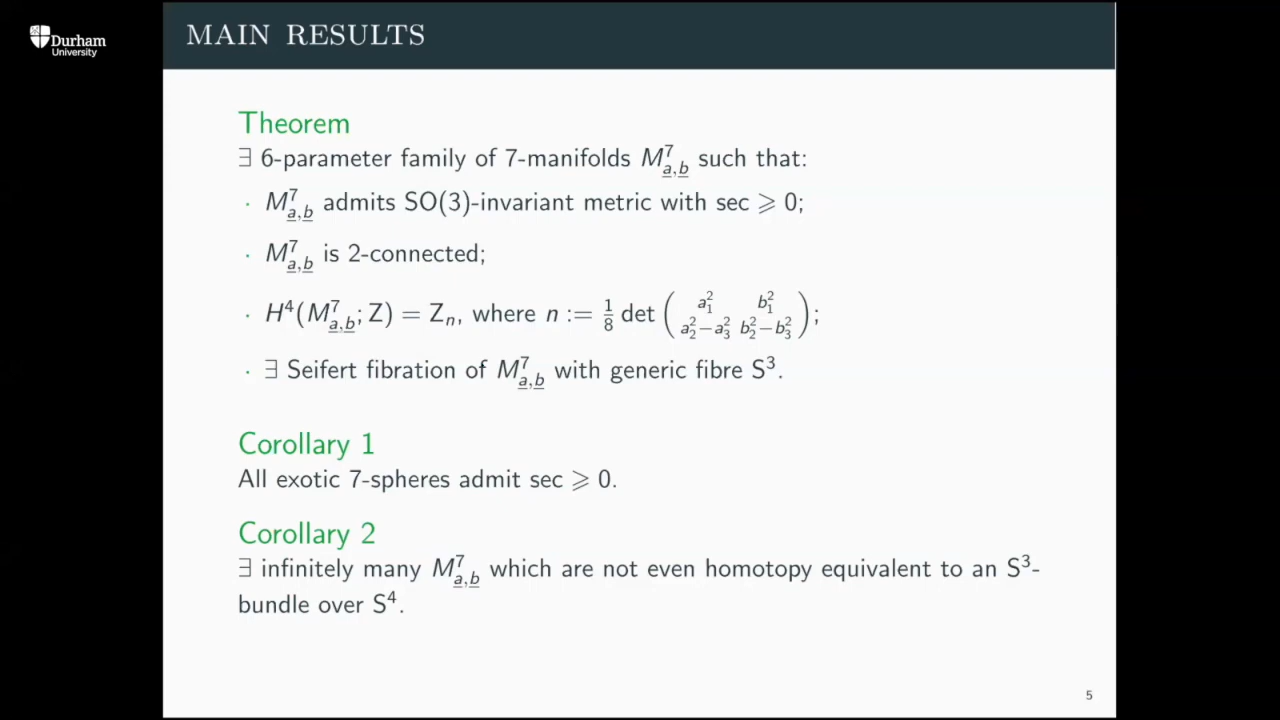 Durham
University
MAIN RESULTS
Theorem
∃ 6-parameter family of 7-manifolds M⁷_{a̲,b̲} such that:
· M⁷_{a̲,b̲} admits SO(3)-invariant metric with sec ⩾ 0;
· M⁷_{a̲,b̲} is 2-connected;
· H⁴(M⁷_{a̲,b̲}; Z) = Z_n, where n := 1/8 det ( a₁² b₁² ; a₂²−a₃² b₂²−b₃² );
· ∃ Seifert fibration of M⁷_{a̲,b̲} with generic fibre S³.
Corollary 1
All exotic 7-spheres admit sec ⩾ 0.
Corollary 2
∃ infinitely many M⁷_{a̲,b̲} which are not even homotopy equivalent to an S³-
bundle over S⁴.
5